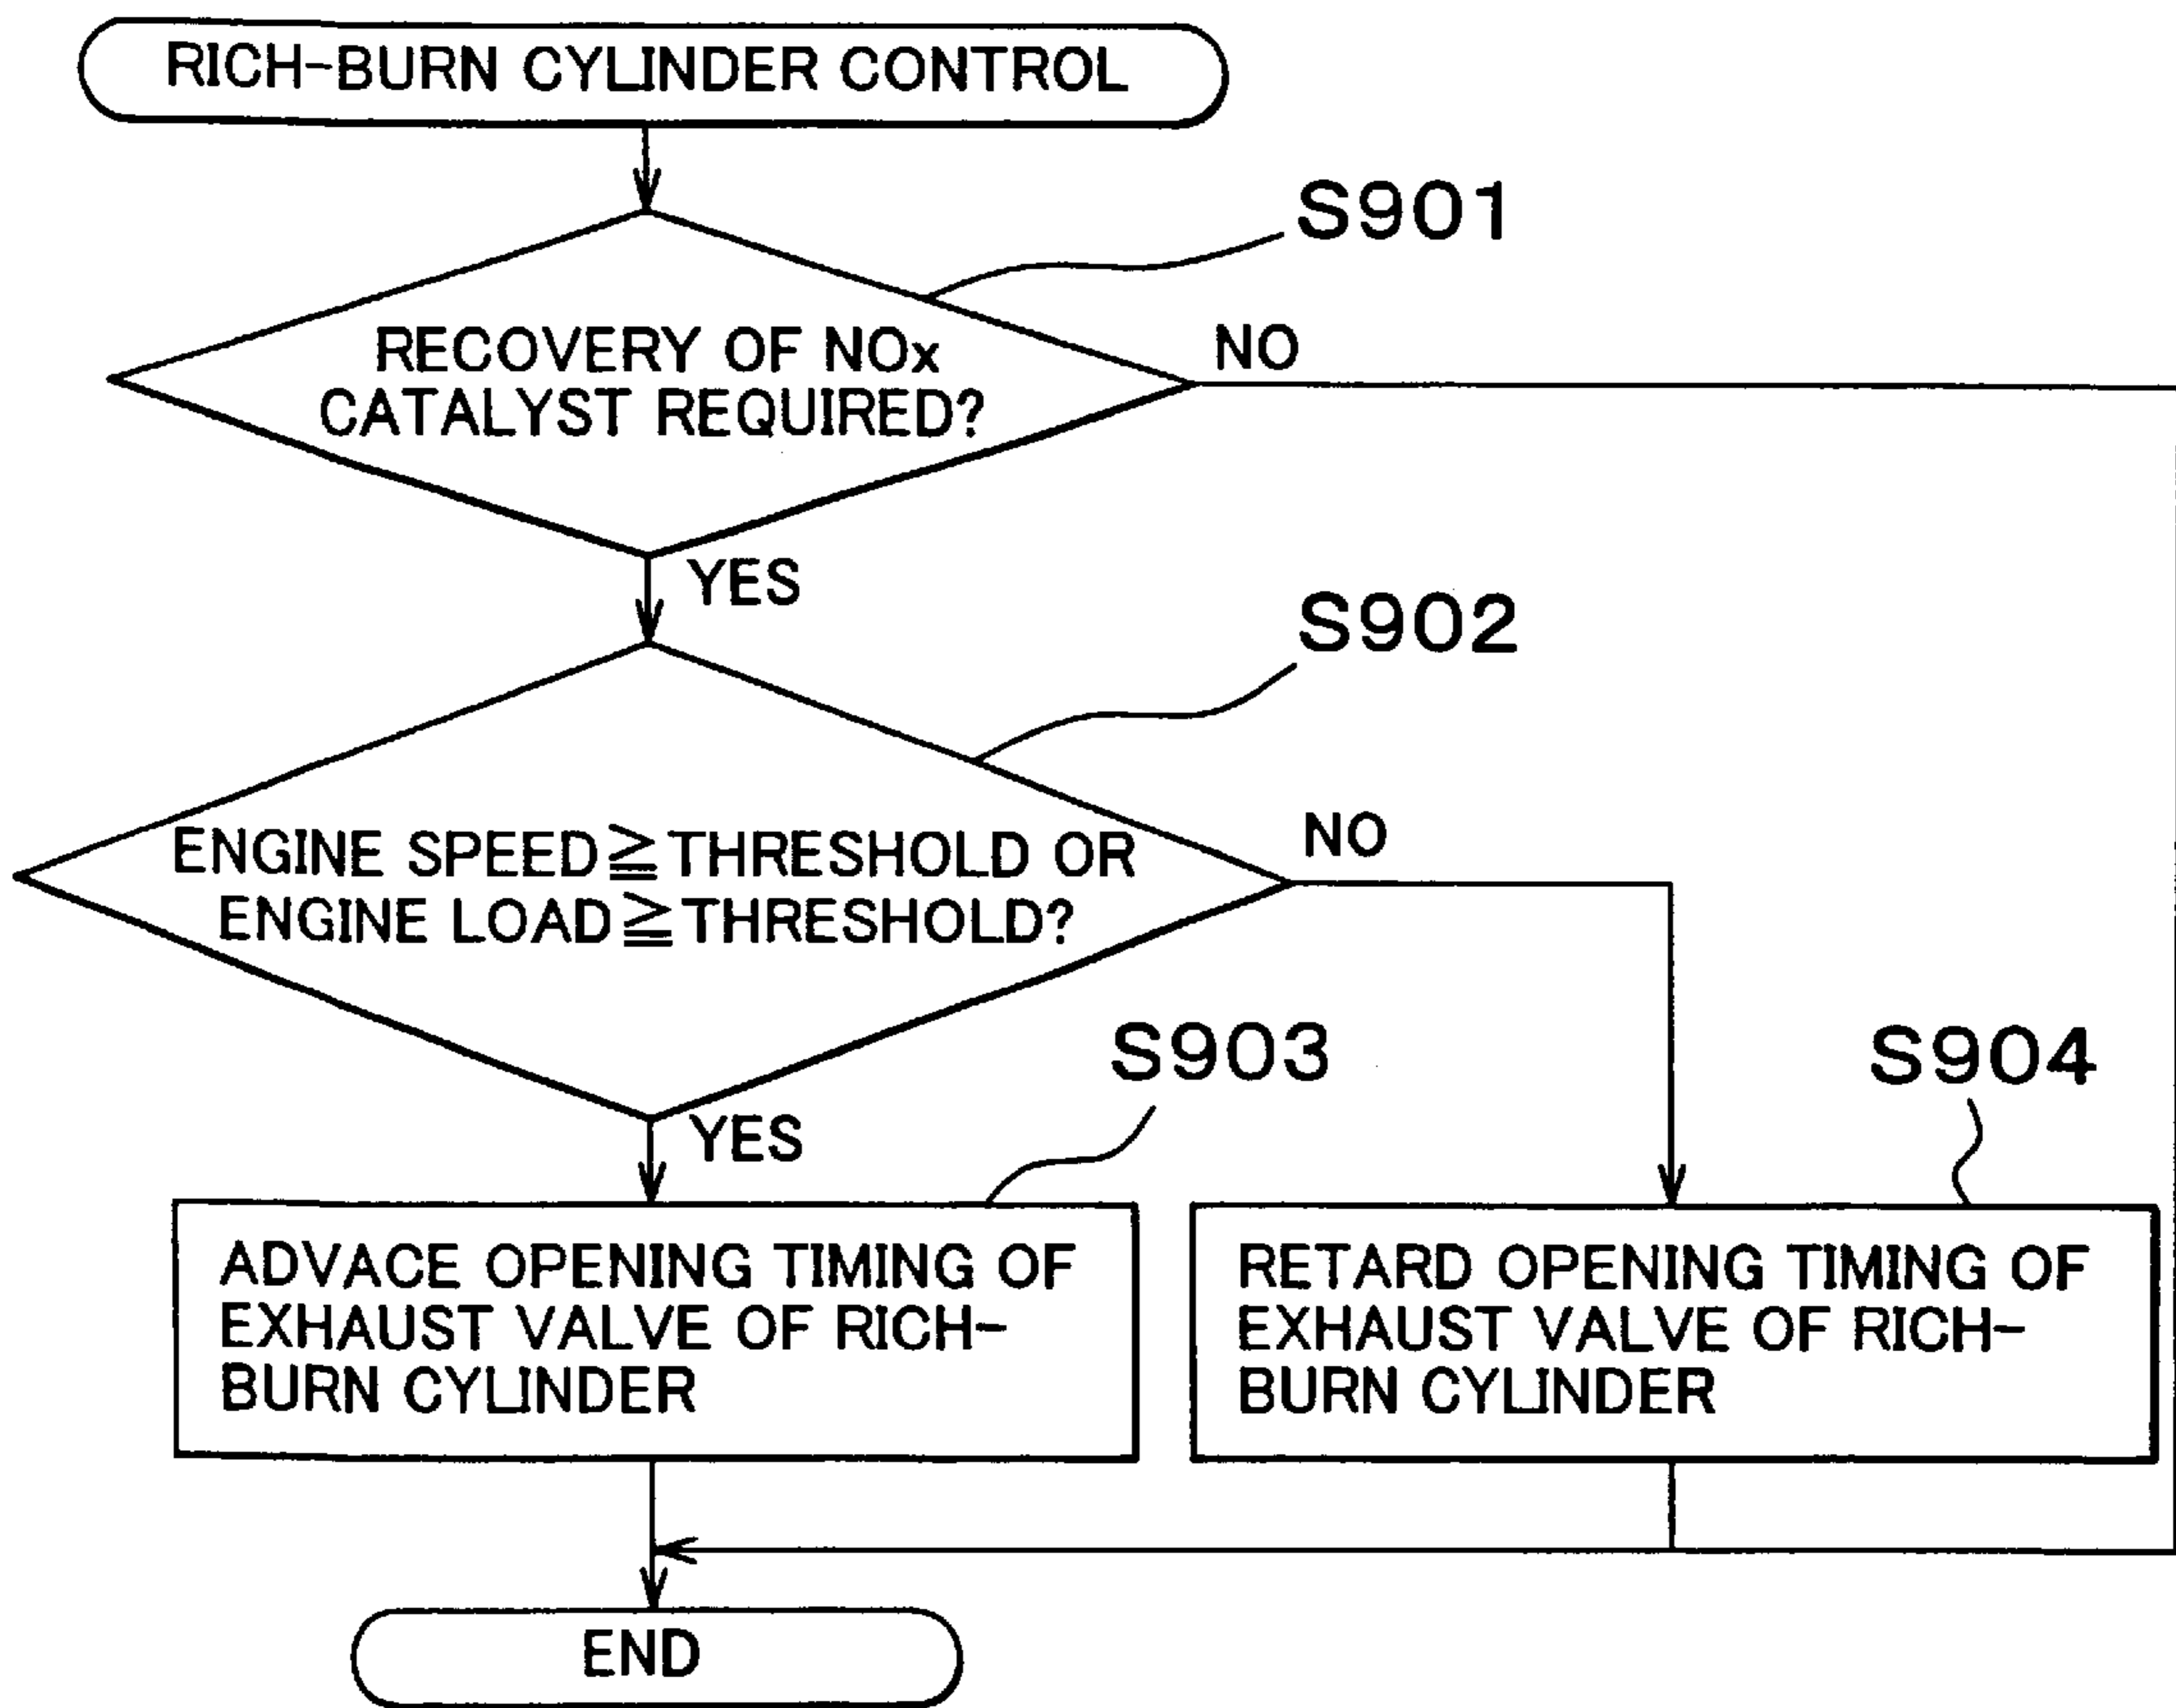 RICH-BURN CYLINDER CONTROL
S901
RECOVERY OF NOx
CATALYST REQUIRED?
NO
YES
S902
ENGINE SPEED≧THRESHOLD OR
ENGINE LOAD≧THRESHOLD?
NO
YES
S903
ADVACE OPENING TIMING OF
EXHAUST VALVE OF RICH-
BURN CYLINDER
S904
RETARD OPENING TIMING OF
EXHAUST VALVE OF RICH-
BURN CYLINDER
END